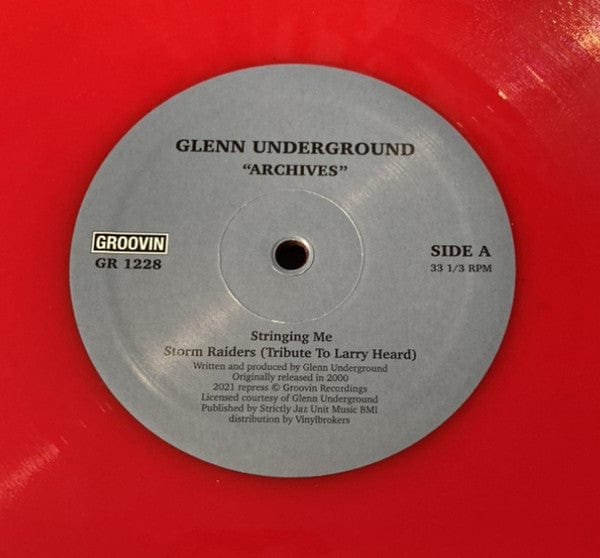 GLENN UNDERGROUND
“ARCHIVES”
GROOVIN
GR 1228
SIDE A
33 1/3 RPM
Stringing Me
Storm Raiders (Tribute To Larry Heard)
Written and produced by Glenn Underground
Originally released in 2000
2021 repress © Groovin Recordings
Licensed courtesy of Glenn Underground
Published by Strictly Jaz Unit Music BMI
distribution by Vinylbrokers